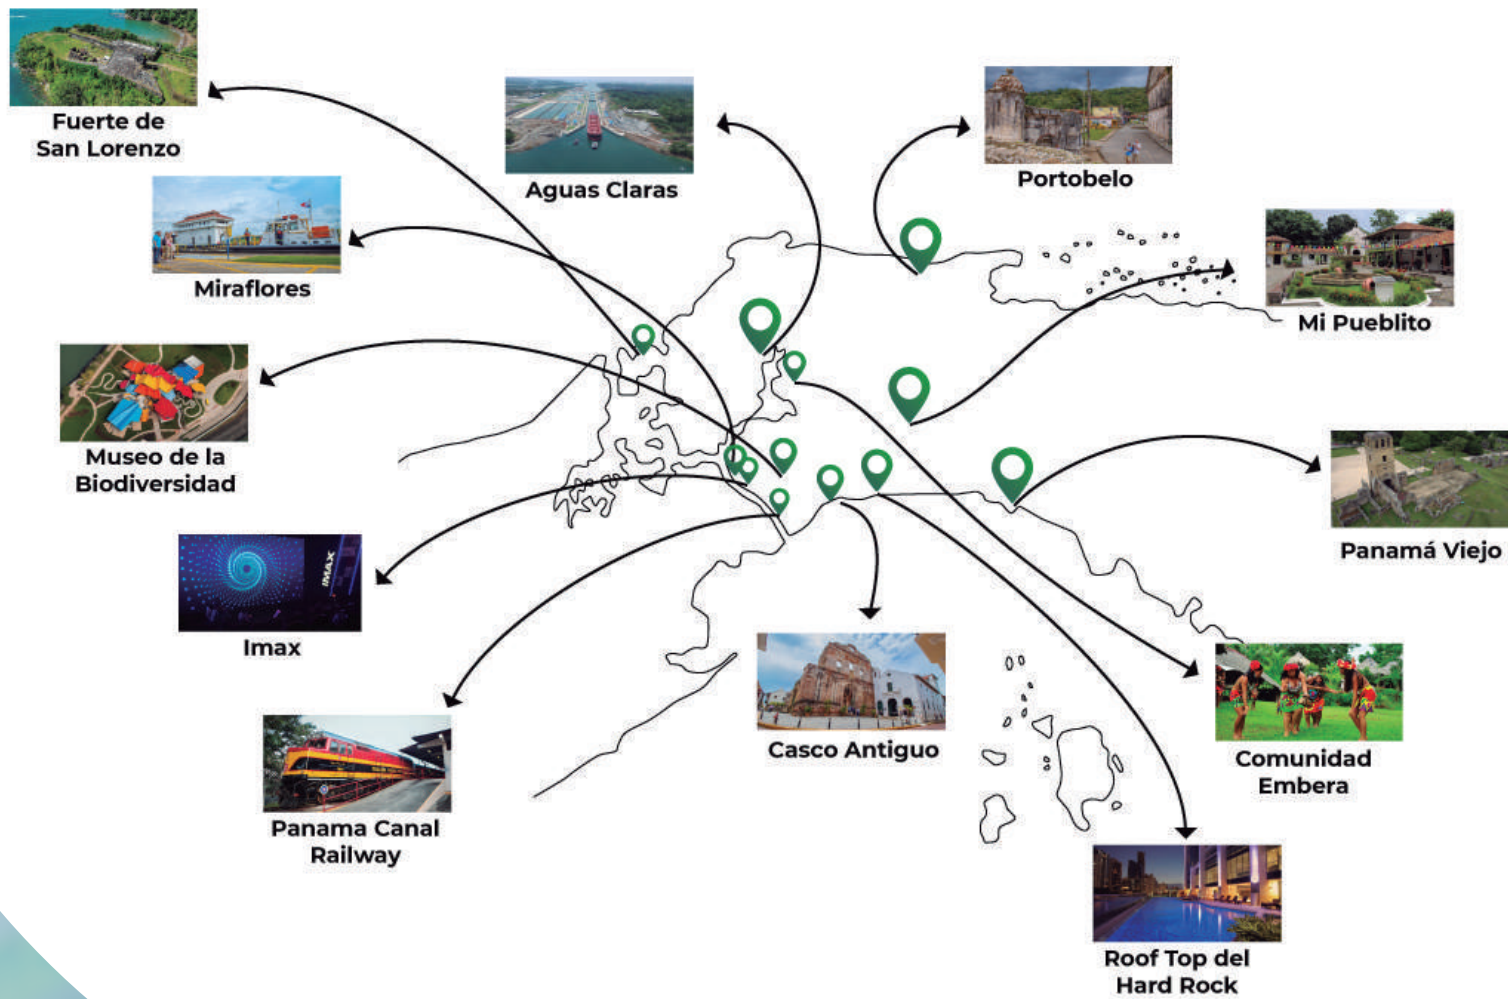 Fuerte de
San Lorenzo
Aguas Claras
Portobelo
Miraflores
Mi Pueblito
Museo de la
Biodiversidad
Panamá Viejo
IMAX
Imax
Casco Antiguo
Comunidad
Embera
Panama Canal
Railway
Roof Top del
Hard Rock